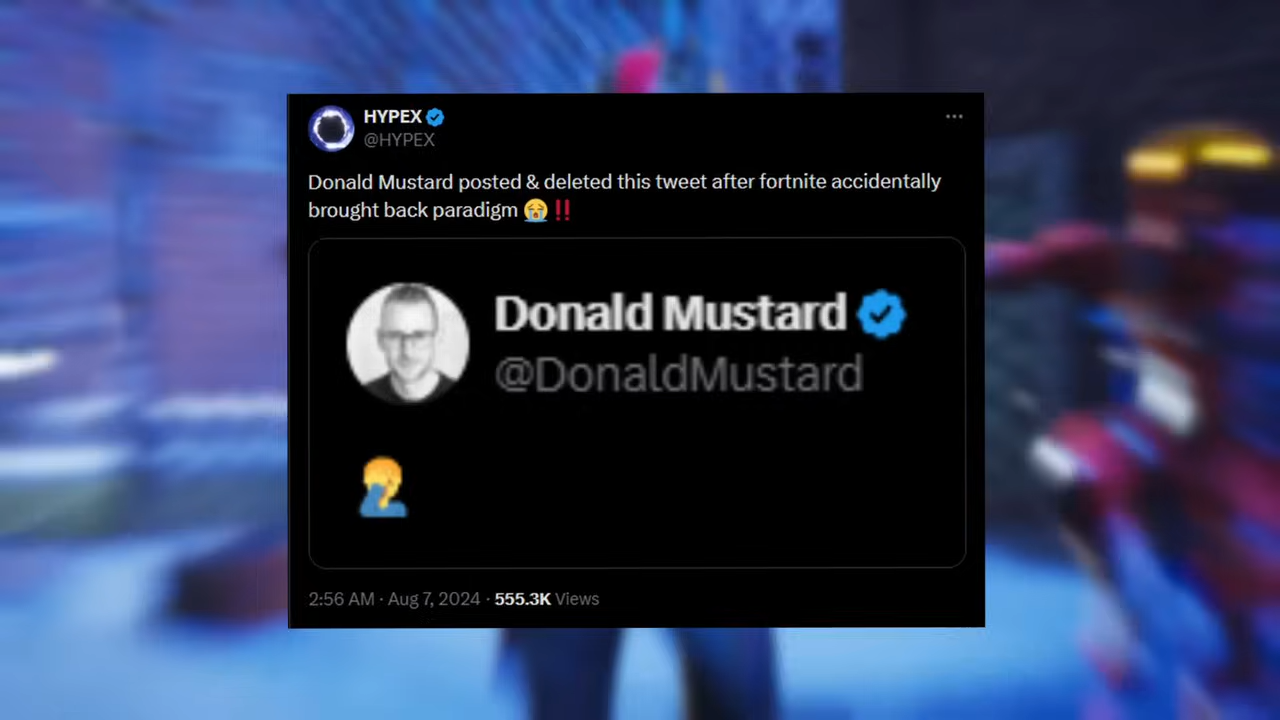 HYPEX
@HYPEX
Donald Mustard posted & deleted this tweet after fortnite accidentally
brought back paradigm 😭‼️
Donald Mustard
@DonaldMustard
🤦‍♂️
2:56 AM · Aug 7, 2024 · 555.3K Views